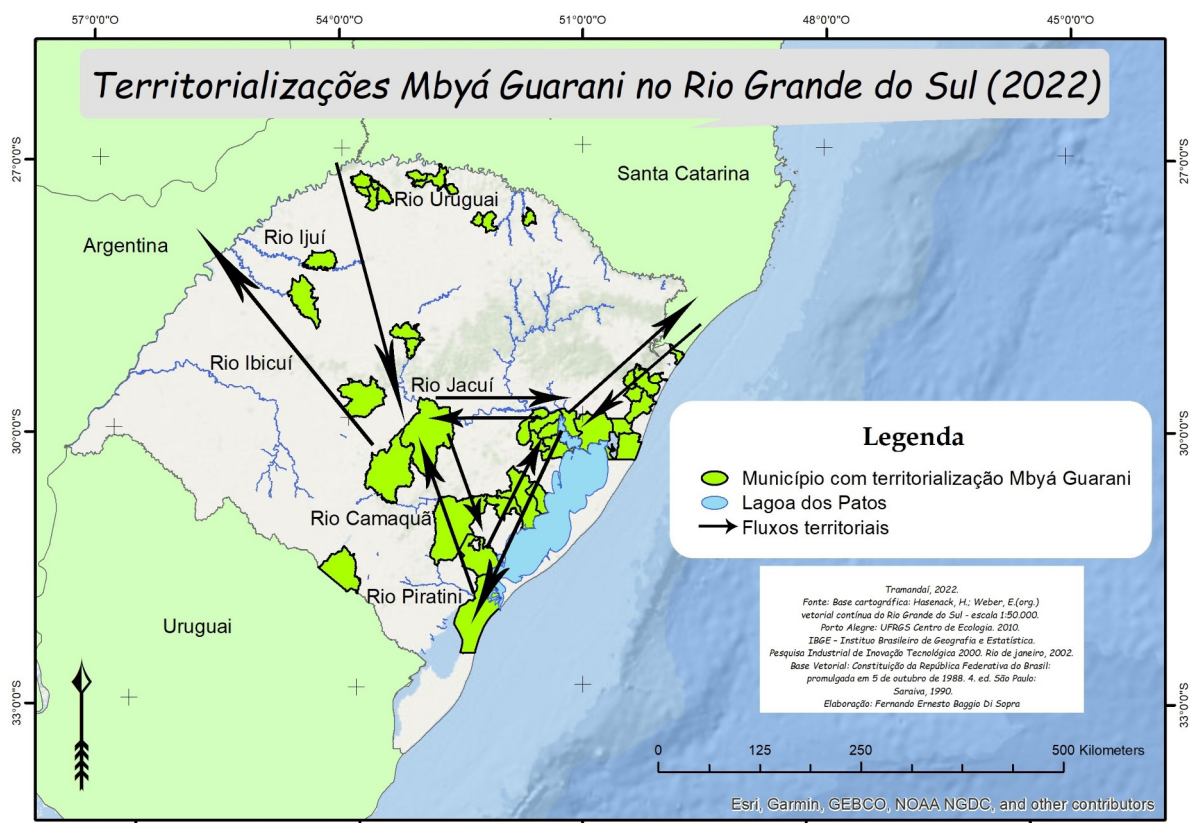 57°0'0"O
54°0'0"O
51°0'0"O
48°0'0"O
45°0'0"O
Territorializações Mbyá Guarani no Rio Grande do Sul (2022)
27°0'0"S
27°0'0"S
Santa Catarina
Rio Uruguai
Argentina
Rio Ijuí
Rio Ibicuí
Rio Jacuí
30°0'0"S
30°0'0"S
Legenda
Município com territorialização Mbyá Guarani
Lagoa dos Patos
Fluxos territoriais
Rio Camaquã
Rio Piratini
Uruguai
Tramandaí, 2022.
Fonte: Base cartográfica: Hasenack, H.; Weber, E.(org.)
vetorial contínua do Rio Grande do Sul - escala 1:50.000.
Porto Alegre: UFRGS Centro de Ecologia. 2010.
IBGE – Instituo Brasileiro de Geografia e Estatística.
Pesquisa Industrial de Inovação Tecnológica 2000. Rio de janeiro, 2002.
Base Vetorial: Constituição da República Federativa do Brasil:
promulgada em 5 de outubro de 1988. 4. ed. São Paulo:
Saraiva, 1990.
Elaboração: Fernando Ernesto Baggio Di Sopra
33°0'0"S
33°0'0"S
0 125 250 500 Kilometers
Esri, Garmin, GEBCO, NOAA NGDC, and other contributors